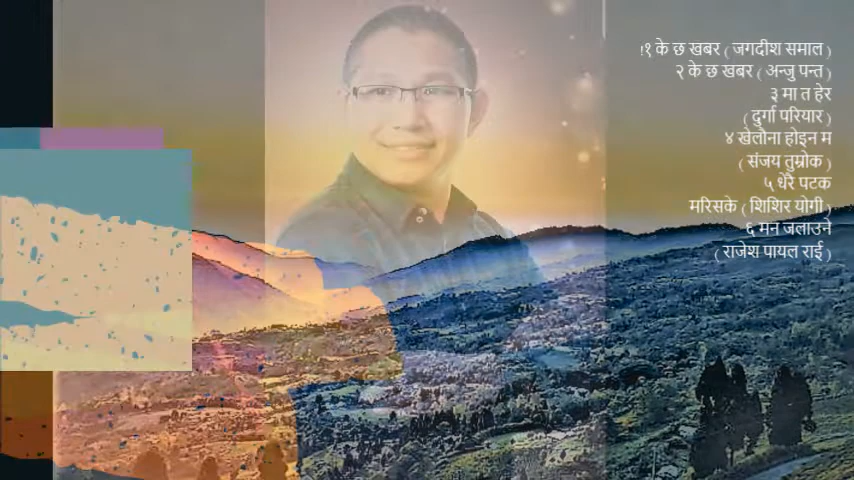 !१ के छ खबर ( जगदीश समाल )
२ के छ खबर ( अन्जु पन्त )
३ मा त हेर
( दुर्गा परियार )
४ खेलौना होइन म
( संजय तुम्रोक )
५ धेरै पटक
मरिसके ( शिशिर योगी )
६ मन जलाउने
( राजेश पायल राई )